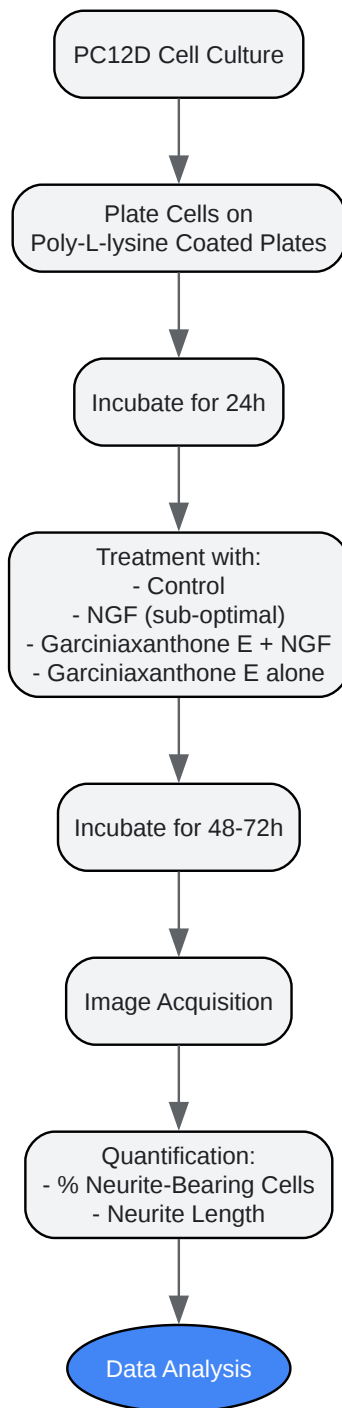 PC12D Cell Culture
Plate Cells on
Poly-L-lysine Coated Plates
Incubate for 24h
Treatment with:
- Control
- NGF (sub-optimal)
- Garciniaxanthone E + NGF
- Garciniaxanthone E alone
Incubate for 48-72h
Image Acquisition
Quantification:
- % Neurite-Bearing Cells
- Neurite Length
Data Analysis